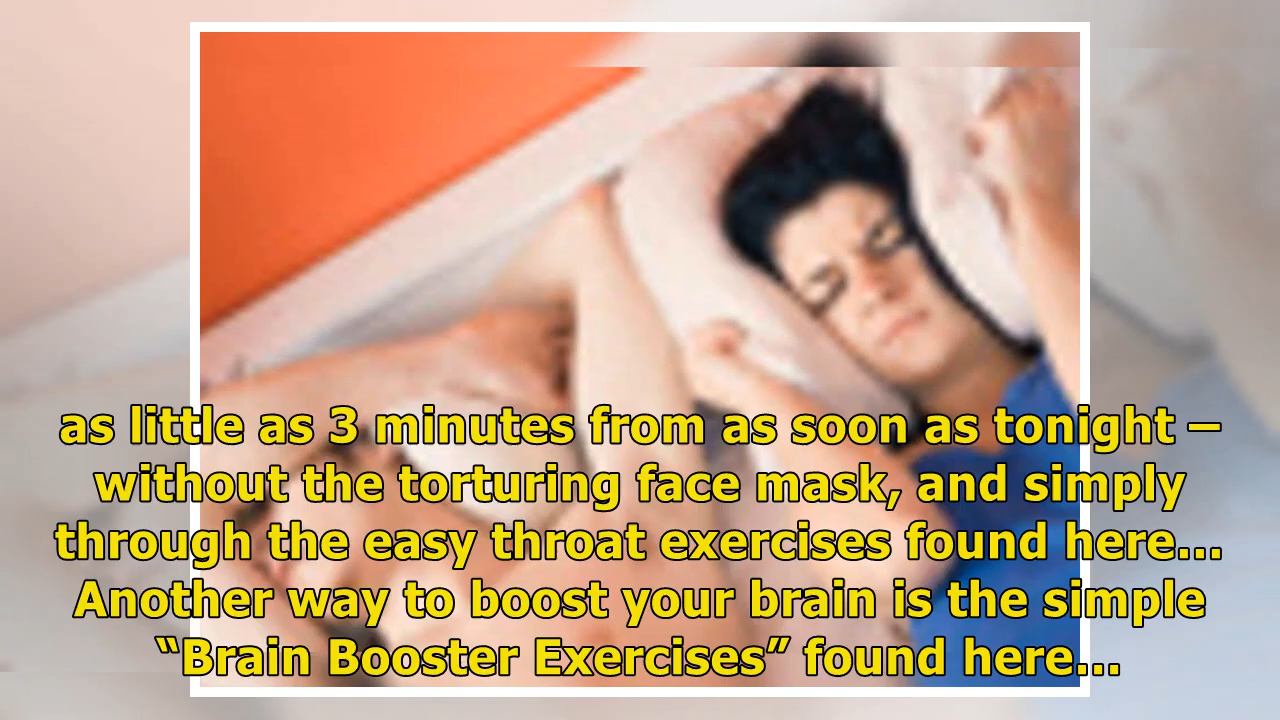 as little as 3 minutes from as soon as tonight –
without the torturing face mask, and simply
through the easy throat exercises found here...
Another way to boost your brain is the simple
“Brain Booster Exercises” found here...